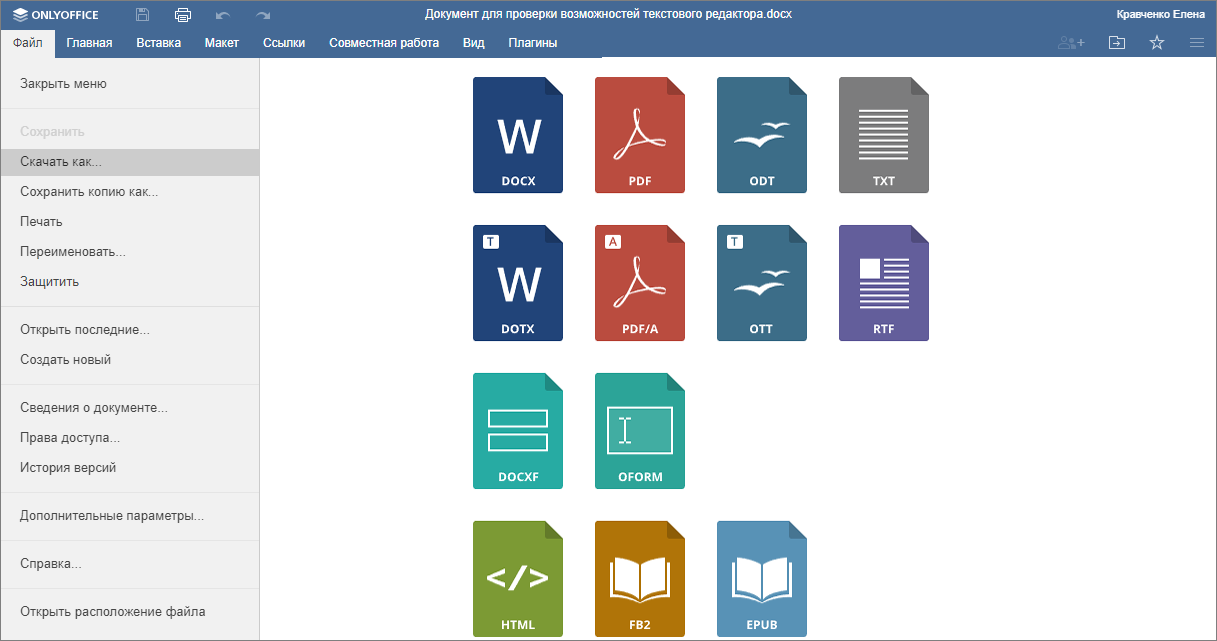 ONLYOFFICE
Документ для проверки возможностей текстового редактора.docx
Кравченко Елена
Файл Главная Вставка Макет Ссылки Совместная работа Вид Плагины
Закрыть меню
Сохранить
Скачать как...
Сохранить копию как...
Печать
Переименовать...
Защитить
Открыть последние...
Создать новый
Сведения о документе...
Права доступа...
История версий
Дополнительные параметры...
Справка...
Открыть расположение файла
W W
DOCX PDF ODT TXT
T A T
DOTX PDF/A OTT RTF
DOCXF OFORM
</>
HTML FB2 EPUB